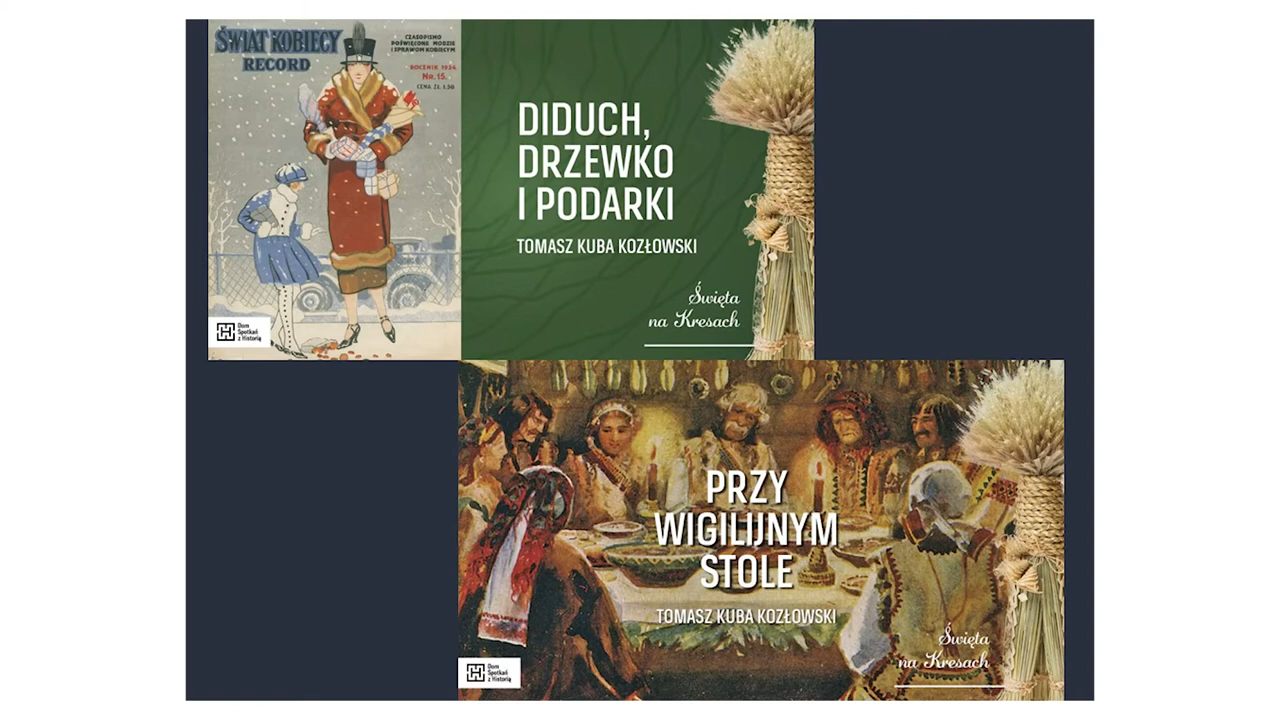 ŚWIAT KOBIECY
RECORD
CZASOPISMO
POŚWIĘCONE MODZIE
I SPRAWOM KOBIECYM
ROCZNIK 1934
Nr. 15.
CENA ZŁ. 1.50
DIDUCH,
DRZEWKO
I PODARKI
TOMASZ KUBA KOZŁOWSKI
Święta
na Kresach
Dom
Spotkań
z Historią
PRZY
WIGILIJNYM
STOLE
TOMASZ KUBA KOZŁOWSKI
Święta
na Kresach
Dom
Spotkań
z Historią